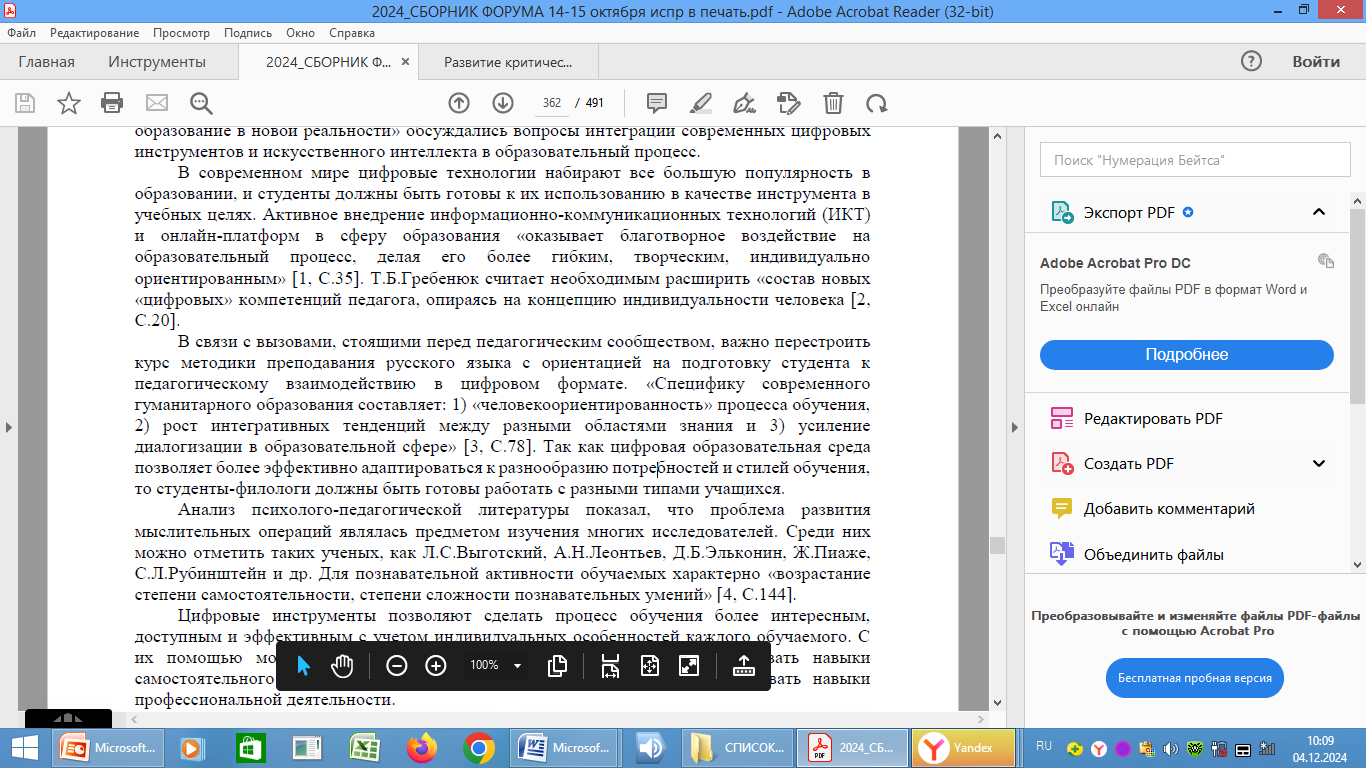 2024_СБОРНИК ФОРУМА 14-15 октября испр в печать.pdf - Adobe Acrobat Reader (32-bit)
Файл Редактирование Просмотр Подпись Окно Справка
Главная Инструменты 2024_СБОРНИК Ф... × Развитие критичес... Войти
362 / 491
образование в новой реальности» обсуждались вопросы интеграции современных цифровых
инструментов и искусственного интеллекта в образовательный процесс.
В современном мире цифровые технологии набирают все большую популярность в
образовании, и студенты должны быть готовы к их использованию в качестве инструмента в
учебных целях. Активное внедрение информационно-коммуникационных технологий (ИКТ)
и онлайн-платформ в сферу образования «оказывает благотворное воздействие на
образовательный процесс, делая его более гибким, творческим, индивидуально
ориентированным» [1, С.35]. Т.Б.Гребенюк считает необходимым расширить «состав новых
«цифровых» компетенций педагога, опираясь на концепцию индивидуальности человека [2,
С.20].
В связи с вызовами, стоящими перед педагогическим сообществом, важно перестроить
курс методики преподавания русского языка с ориентацией на подготовку студента к
педагогическому взаимодействию в цифровом формате. «Специфику современного
гуманитарного образования составляет: 1) «человекоориентированность» процесса обучения,
2) рост интегративных тенденций между разными областями знания и 3) усиление
диалогизации в образовательной сфере» [3, С.78]. Так как цифровая образовательная среда
позволяет более эффективно адаптироваться к разнообразию потребностей и стилей обучения,
то студенты-филологи должны быть готовы работать с разными типами учащихся.
Анализ психолого-педагогической литературы показал, что проблема развития
мыслительных операций являлась предметом изучения многих исследователей. Среди них
можно отметить таких ученых, как Л.С.Выготский, А.Н.Леонтьев, Д.Б.Эльконин, Ж.Пиаже,
С.Л.Рубинштейн и др. Для познавательной активности обучаемых характерно «возрастание
степени самостоятельности, степени сложности познавательных умений» [4, С.144].
Цифровые инструменты позволяют сделать процесс обучения более интересным,
доступным и эффективным с учетом индивидуальных особенностей каждого обучаемого. С
их помощью навыки
самостоятельного навыки
профессиональной деятельности.
100%
Поиск "Нумерация Бейтса"
Экспорт PDF
Adobe Acrobat Pro DC
Преобразуйте файлы PDF в формат Word и
Excel онлайн
Подробнее
Редактировать PDF
Создать PDF
Добавить комментарий
Объединить файлы
Преобразовывайте и изменяйте файлы PDF-файлы
с помощью Acrobat Pro
Бесплатная пробная версия
Microsoft... Microsof... СПИСОК... 2024_СБ... Yandex RU 10:09
04.12.2024